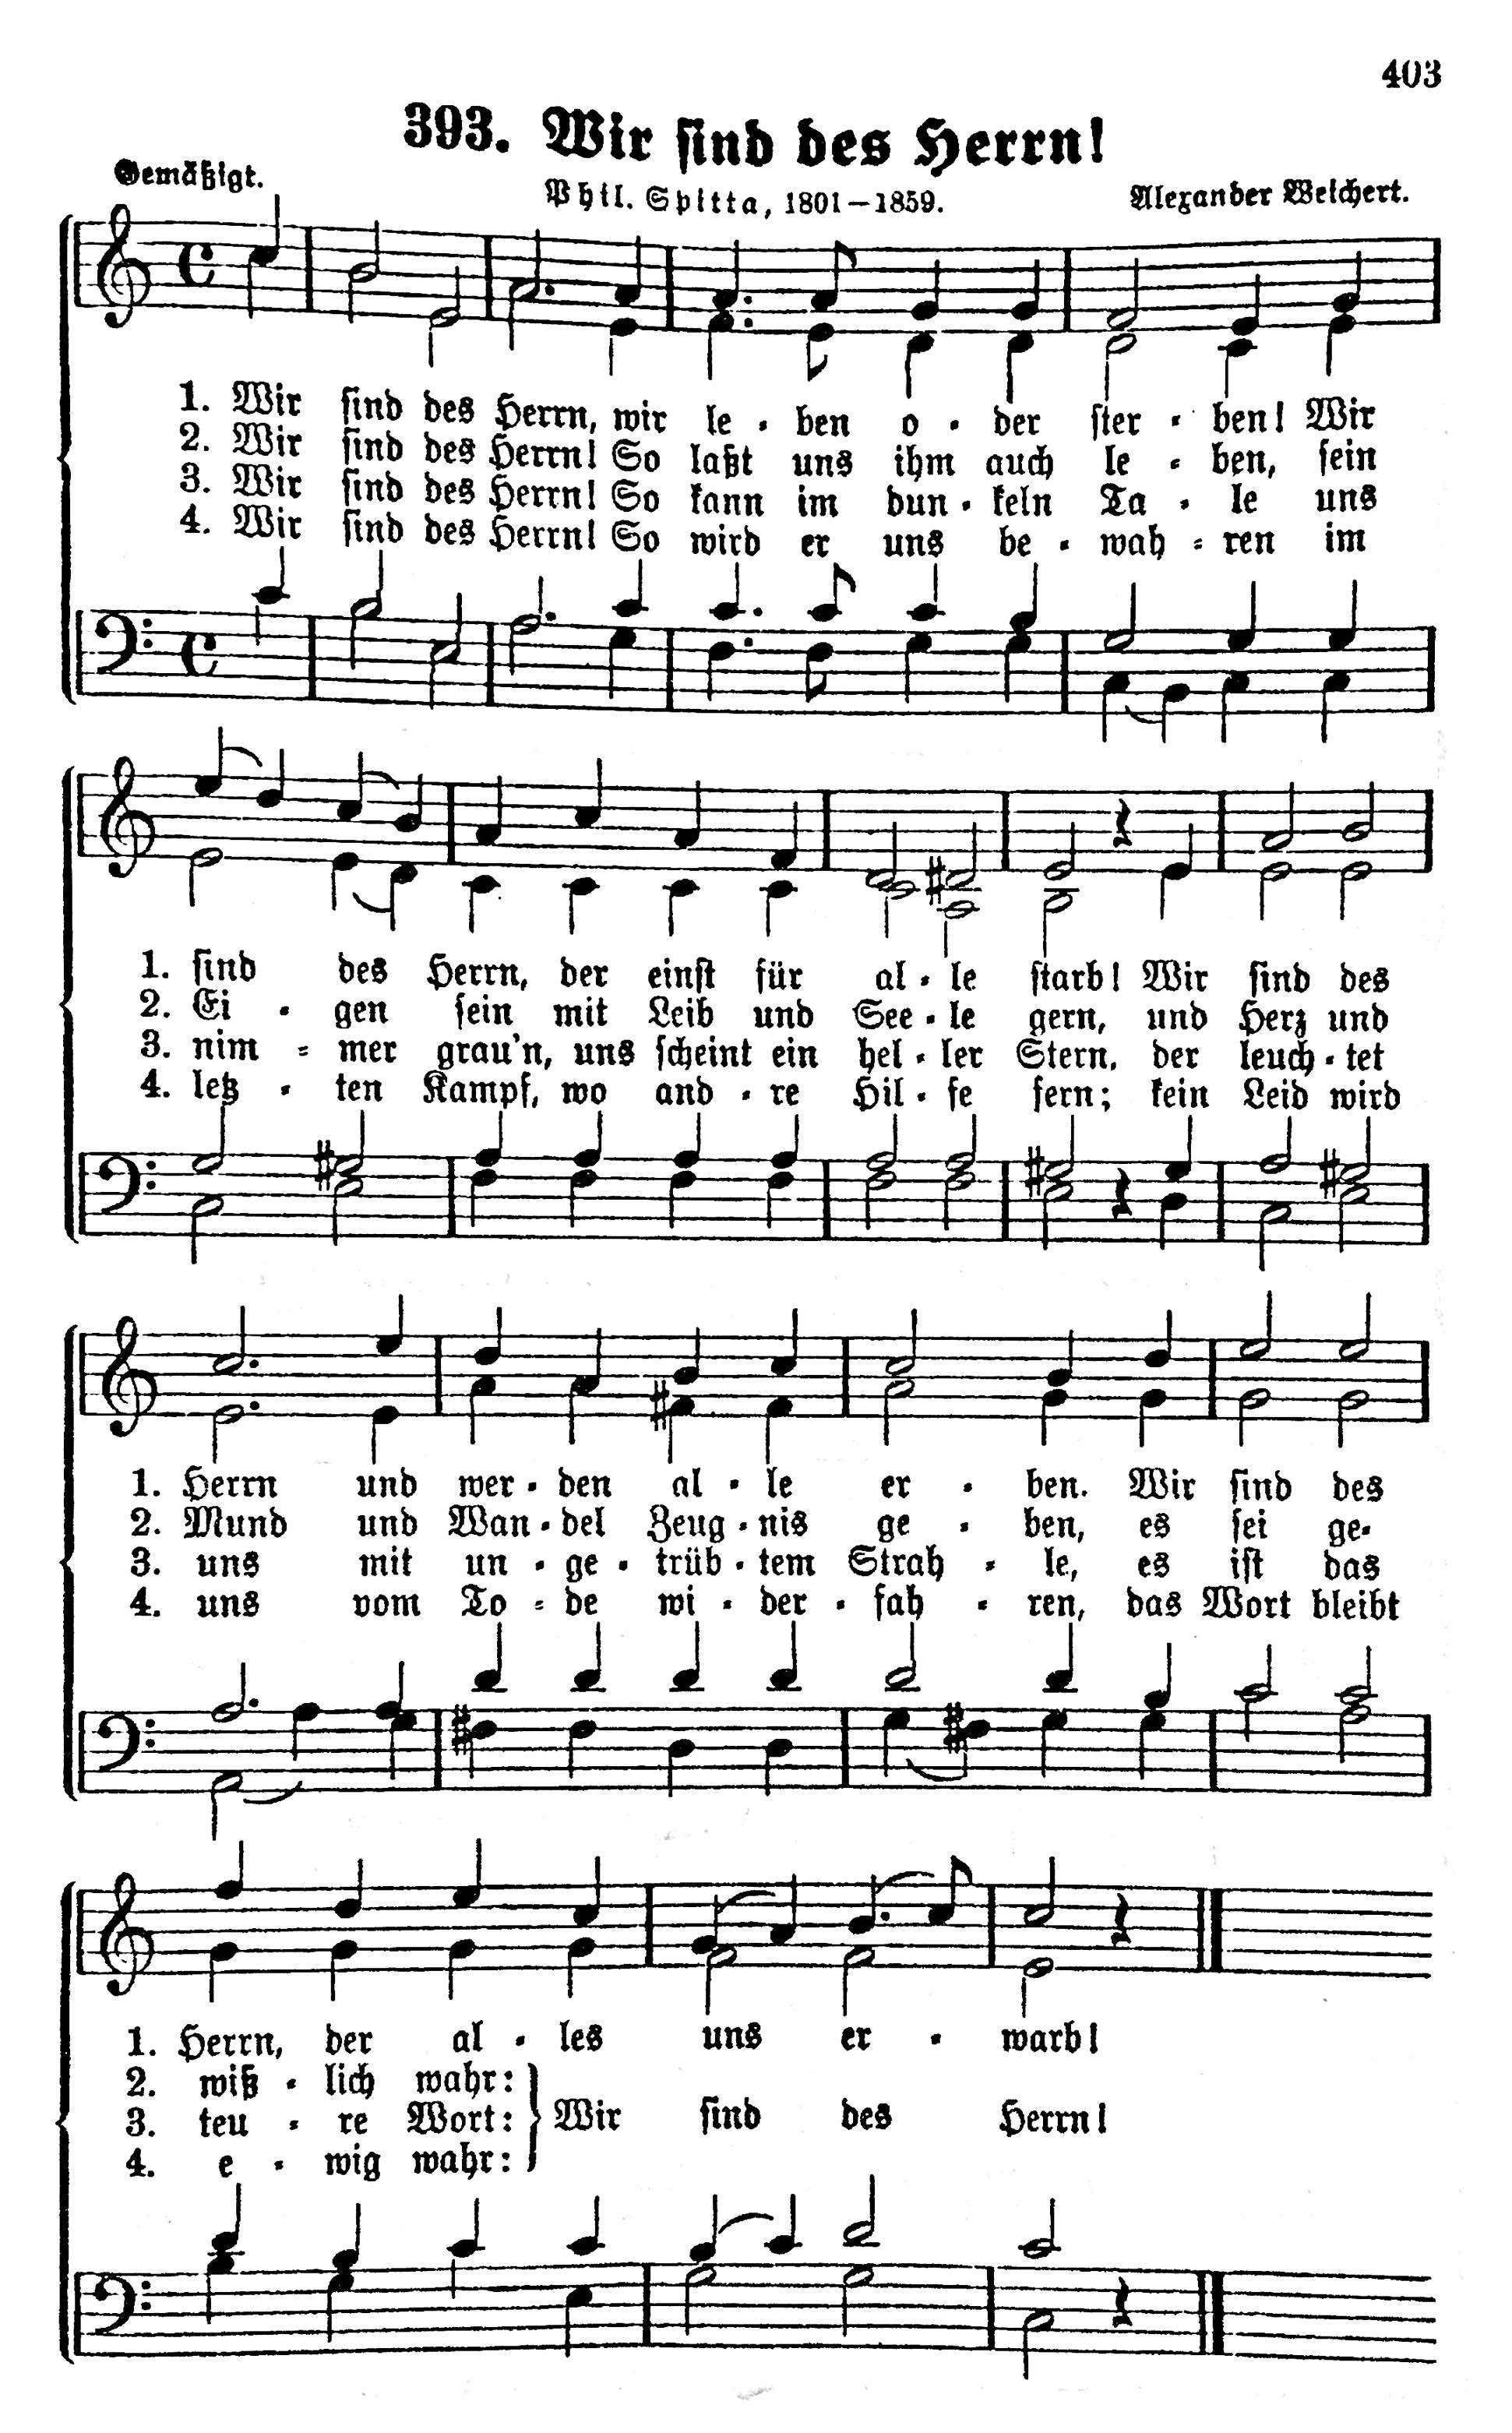 403
393. Wir sind des Herrn!
Gemäßigt.
Phil. Spitta, 1801–1859.
Alexander Weichert.
1. Wir sind des Herrn, wir le - ben o - der ster - ben! Wir
2. Wir sind des Herrn! So laßt uns ihm auch le - ben, sein
3. Wir sind des Herrn! So kann im dun - keln Ta - le uns
4. Wir sind des Herrn! So wird er uns be - wah - ren im
1. sind des Herrn, der einst für al - le starb! Wir sind des
2. Ei - gen sein mit Leib und See - le gern, und Herz und
3. nim - mer grau'n, uns scheint ein hel - ler Stern, der leuch - tet
4. letz - ten Kampf, wo and - re Hil - fe fern; kein Leid wird
1. Herrn und wer - den al - le er - ben. Wir sind des
2. Mund und Wan - del Zeug - nis ge - ben, es sei ge-
3. uns mit un - ge - trüb - tem Strah - le, es ist das
4. uns vom To - de wi - der - fah - ren, das Wort bleibt
1. Herrn, der al - les uns er - warb!
2. wiß - lich wahr:
3. teu - re Wort: } Wir sind des Herrn!
4. e - wig wahr: